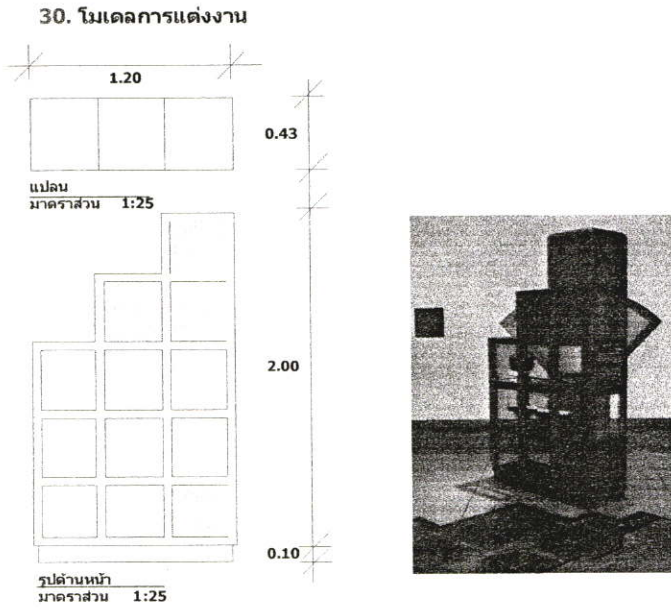 30. โมเดลการแต่งงาน
1.20
0.43
แปลน
มาตราส่วน 1:25
2.00
0.10
รูปด้านหน้า
มาตราส่วน 1:25